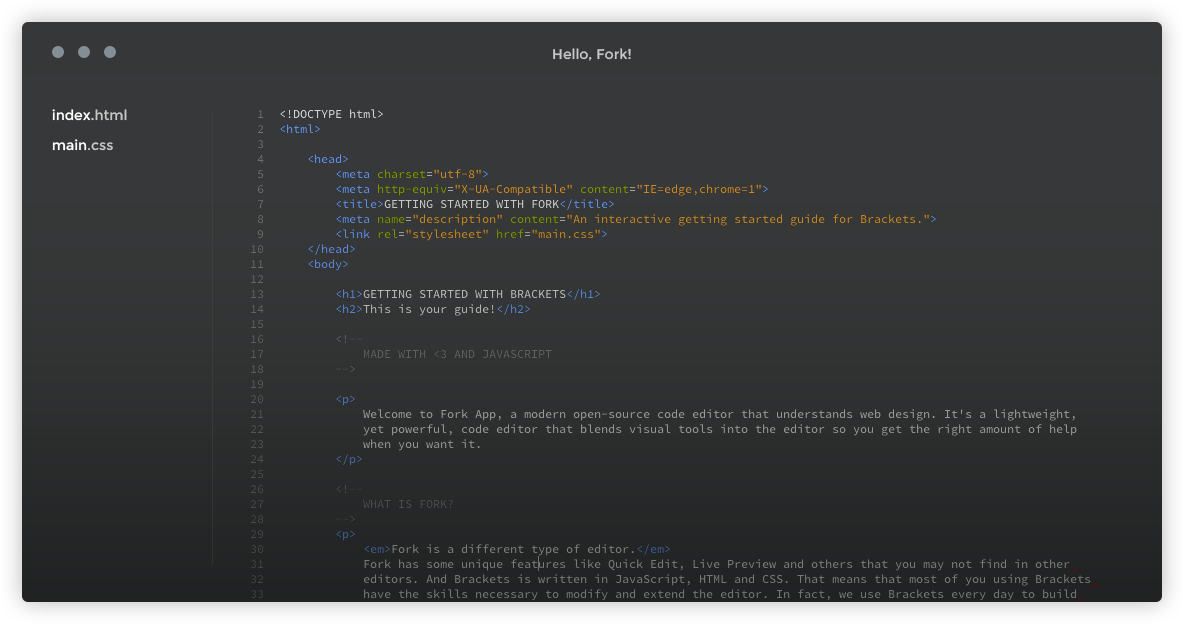 Hello, Fork!
index.html
main.css
1 <!DOCTYPE html>
2 <html>
3
4 <head>
5 <meta charset="utf-8">
6 <meta http-equiv="X-UA-Compatible" content="IE=edge,chrome=1">
7 <title>GETTING STARTED WITH FORK</title>
8 <meta name="description" content="An interactive getting started guide for Brackets.">
9 <link rel="stylesheet" href="main.css">
10 </head>
11 <body>
12
13 <h1>GETTING STARTED WITH BRACKETS</h1>
14 <h2>This is your guide!</h2>
15
16 <!--
17 MADE WITH <3 AND JAVASCRIPT
18 -->
19
20 <p>
21 Welcome to Fork App, a modern open-source code editor that understands web design. It's a lightweight,
22 yet powerful, code editor that blends visual tools into the editor so you get the right amount of help
23 when you want it.
24 </p>
25
26 <!--
27 WHAT IS FORK?
28 -->
29 <p>
30 <em>Fork is a different type of editor.</em>
31 Fork has some unique features like Quick Edit, Live Preview and others that you may not find in other
32 editors. And Brackets is written in JavaScript, HTML and CSS. That means that most of you using Brackets
33 have the skills necessary to modify and extend the editor. In fact, we use Brackets every day to build